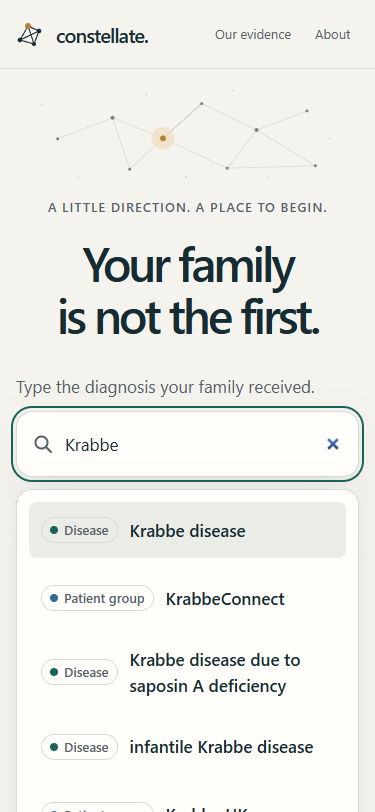 constellate.
Our evidence
About
A LITTLE DIRECTION. A PLACE TO BEGIN.
Your family
is not the first.
Type the diagnosis your family received.
Krabbe
Disease
Krabbe disease
Patient group
KrabbeConnect
Disease
Krabbe disease due to
saposin A deficiency
Disease
infantile Krabbe disease